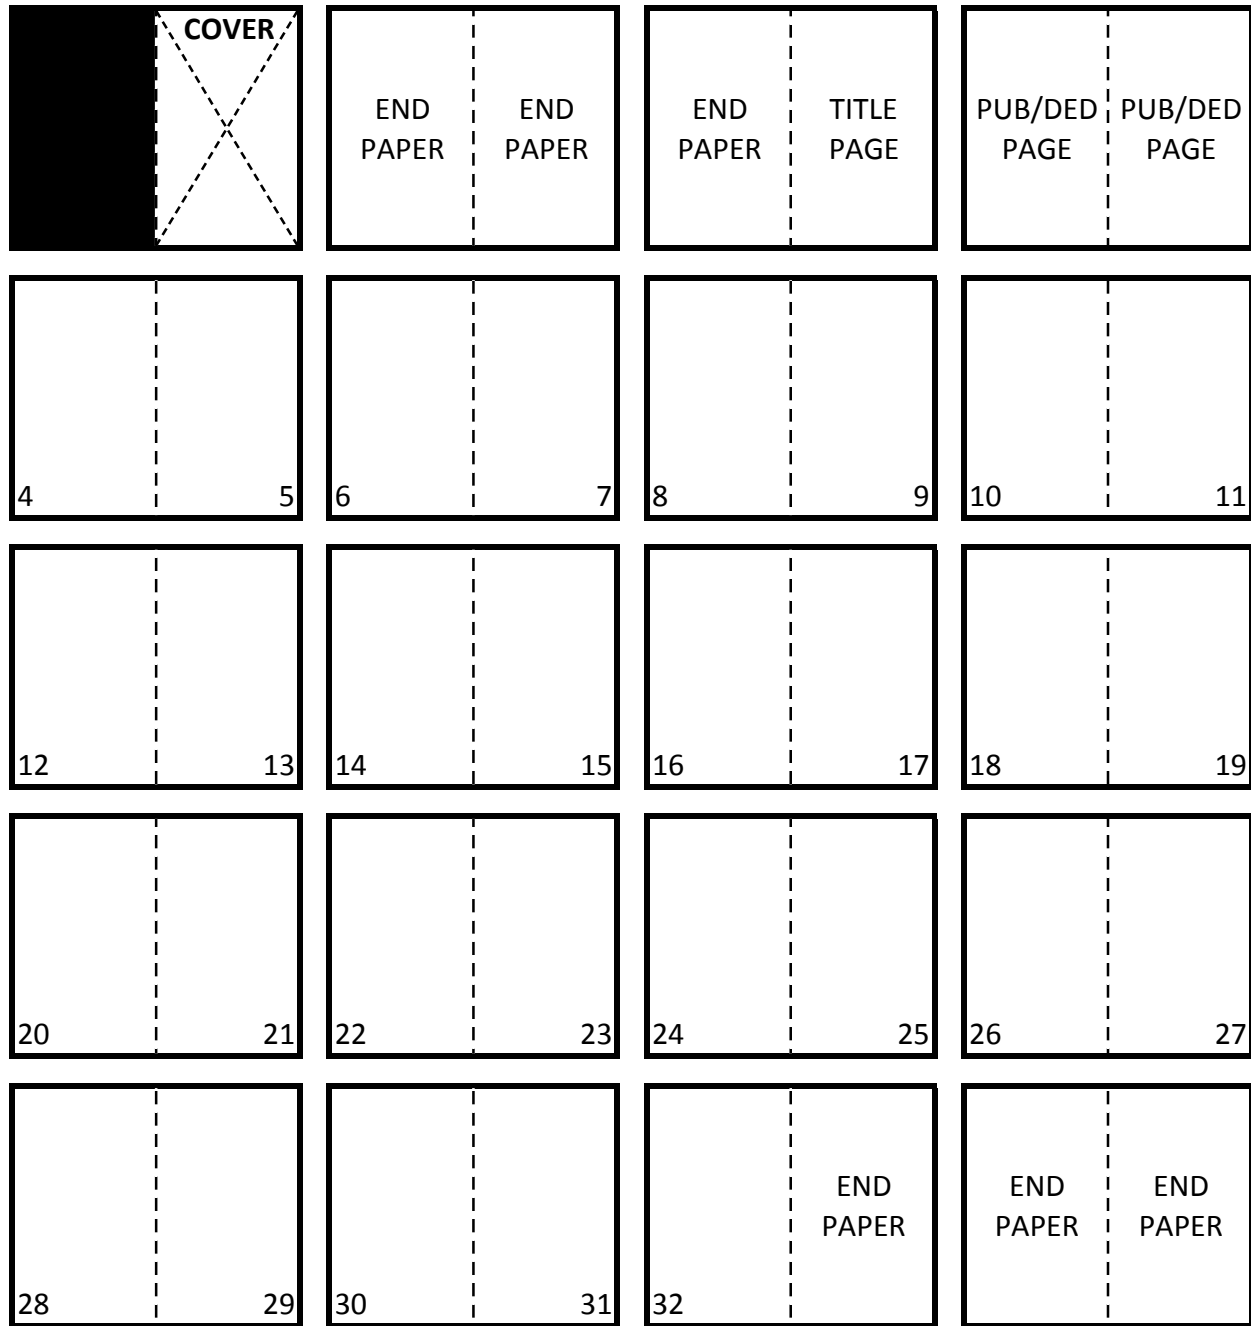 COVER
END PAPER
END PAPER
END PAPER
TITLE PAGE
PUB/DED PAGE
PUB/DED PAGE
4 5 6 7 8 9 10 11
12 13 14 15 16 17 18 19
20 21 22 23 24 25 26 27
END PAPER
END PAPER
END PAPER
28 29 30 31 32